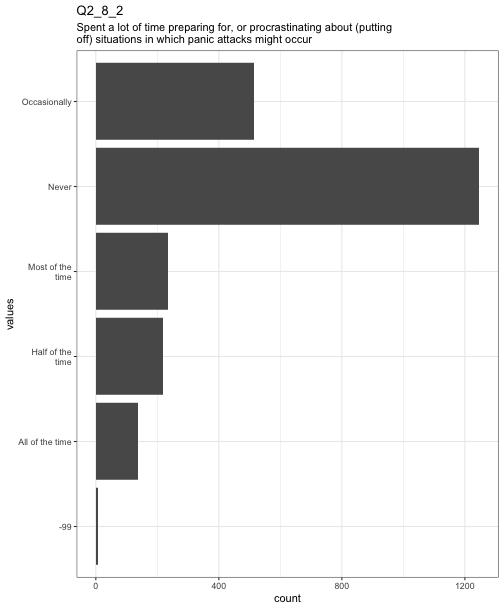 Q2_8_2
Spent a lot of time preparing for, or procrastinating about (putting
off) situations in which panic attacks might occur
Occasionally
Never
Most of the
time
Half of the
time
All of the time
-99
values
0
400
800
1200
count